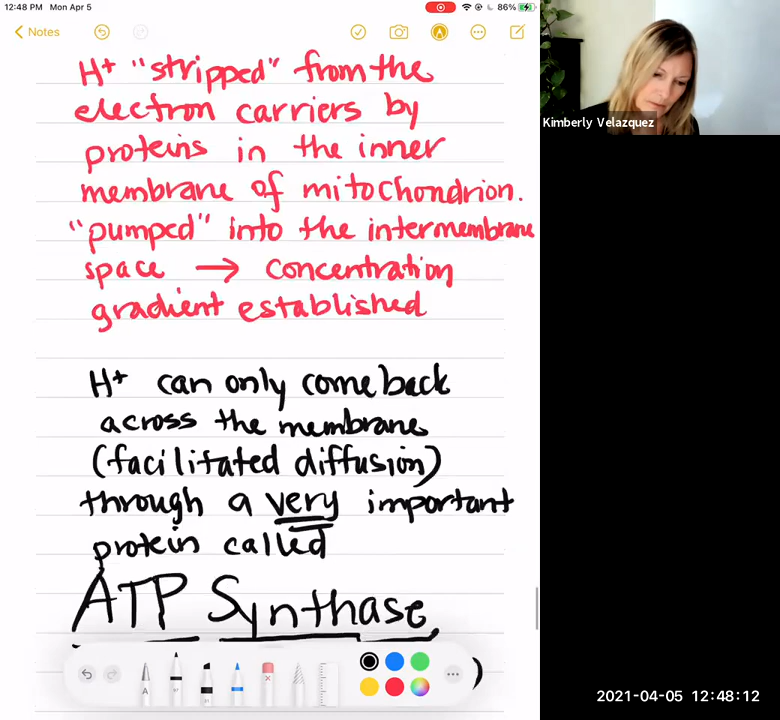 12:48 PM Mon Apr 5
86%
Notes
H+ "stripped" from the
electron carriers by
proteins in the inner
membrane of mitochondrion.
"pumped" into the intermembrane
space → concentration
gradient established
H+ can only come back
across the membrane
(facilitated diffusion)
through a very important
protein called
ATP Synthase
)
Kimberly Velazquez
2021-04-05 12:48:12